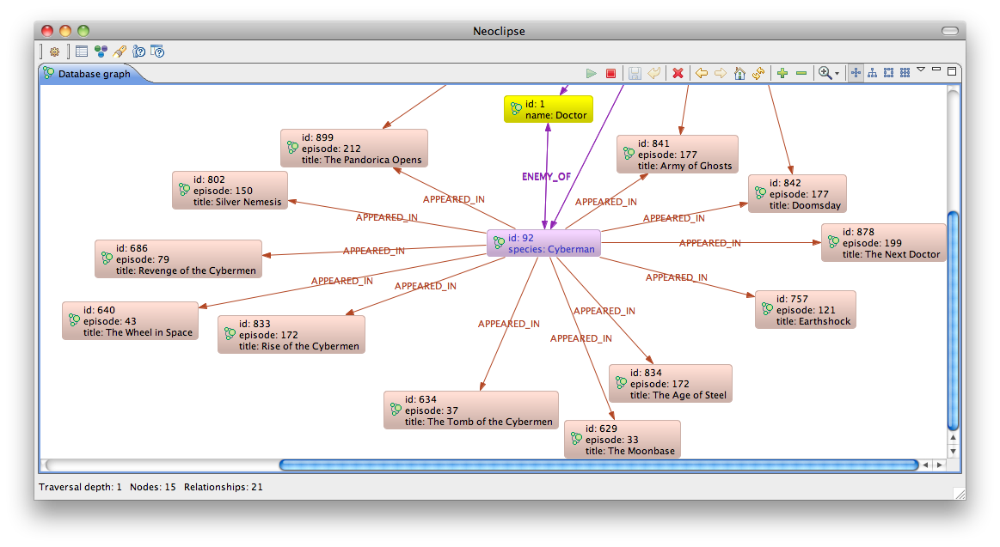 Neoclipse
Database graph
id: 1
name: Doctor
id: 899
episode: 212
title: The Pandorica Opens
id: 841
episode: 177
title: Army of Ghosts
id: 802
episode: 150
title: Silver Nemesis
ENEMY_OF
id: 842
episode: 177
title: Doomsday
APPEARED_IN
APPEARED_IN
APPEARED_IN
APPEARED_IN
id: 92
species: Cyberman
id: 878
episode: 199
title: The Next Doctor
id: 686
episode: 79
title: Revenge of the Cybermen
APPEARED_IN
APPEARED_IN
APPEARED_IN
APPEARED_IN
APPEARED_IN
id: 757
episode: 121
title: Earthshock
id: 640
episode: 43
title: The Wheel in Space
id: 833
episode: 172
title: Rise of the Cybermen
APPEARED_IN
APPEARED_IN
APPEARED_IN
id: 834
episode: 172
title: The Age of Steel
id: 634
episode: 37
title: The Tomb of the Cybermen
id: 629
episode: 33
title: The Moonbase
Traversal depth: 1 Nodes: 15 Relationships: 21